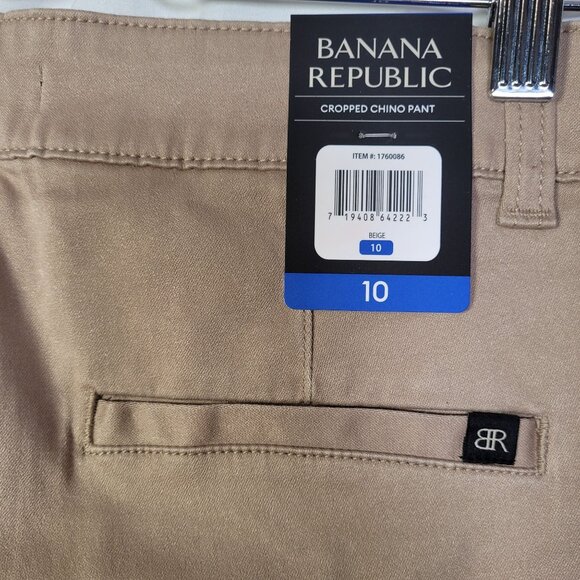 BANANA
REPUBLIC
CROPPED CHINO PANT
ITEM #: 1760086
7 19408 64222 3
BEIGE
10
10
BR